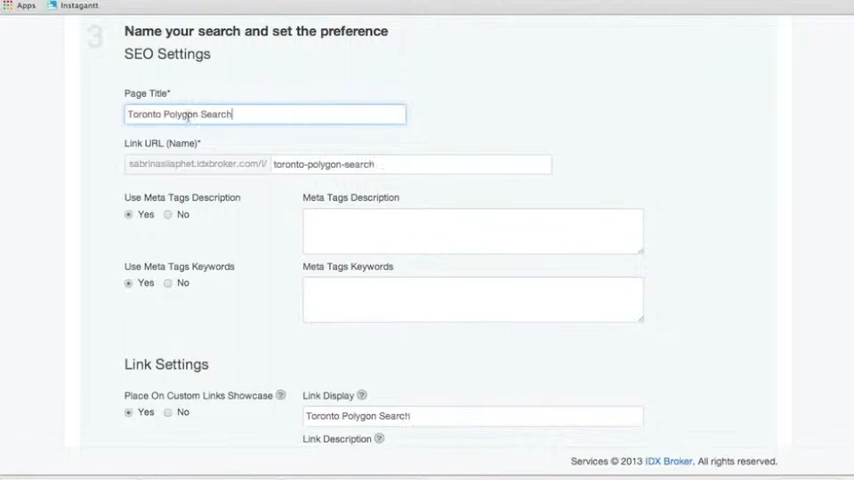 Apps Instagantt
3 Name your search and set the preference
SEO Settings
Page Title*
Toronto Polygon Search
Link URL (Name)*
sabrinasilaphet.idxbroker.com/i/ toronto-polygon-search
Use Meta Tags Description Meta Tags Description
Yes No
Use Meta Tags Keywords Meta Tags Keywords
Yes No
Link Settings
Place On Custom Links Showcase ? Link Display ?
Yes No Toronto Polygon Search
Link Description ?
Services © 2013 IDX Broker. All rights reserved.